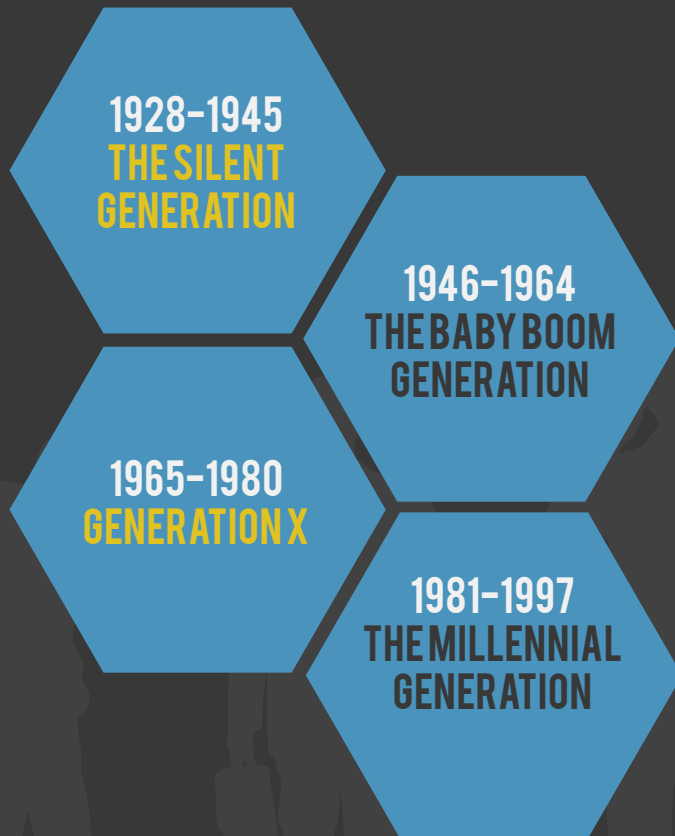 1928-1945
THE SILENT
GENERATION
1946-1964
THE BABY BOOM
GENERATION
1965-1980
GENERATION X
1981-1997
THE MILLENNIAL
GENERATION